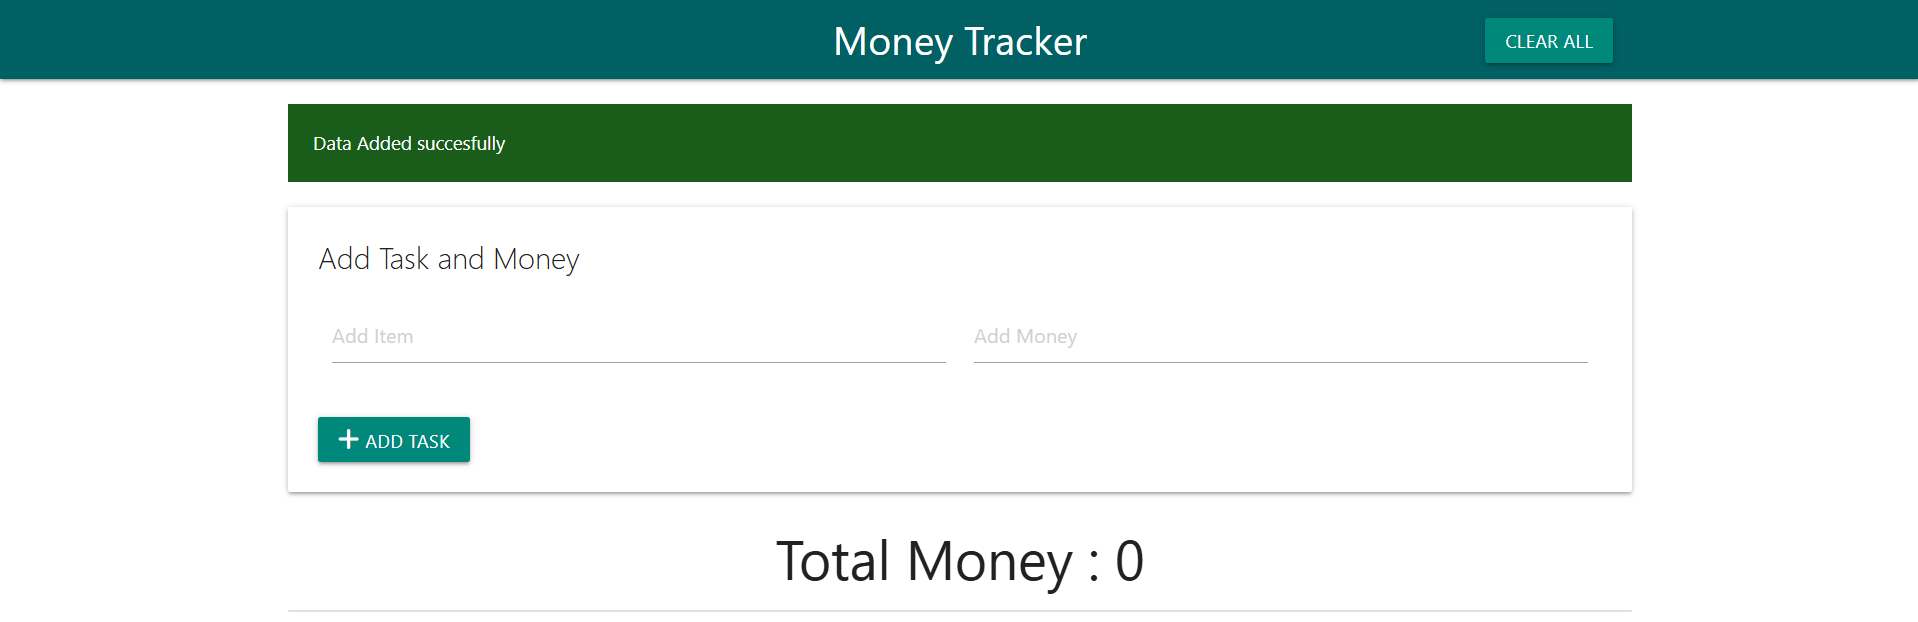 Money Tracker
CLEAR ALL
Data Added succesfully
Add Task and Money
Add Item
Add Money
+ ADD TASK
Total Money : 0